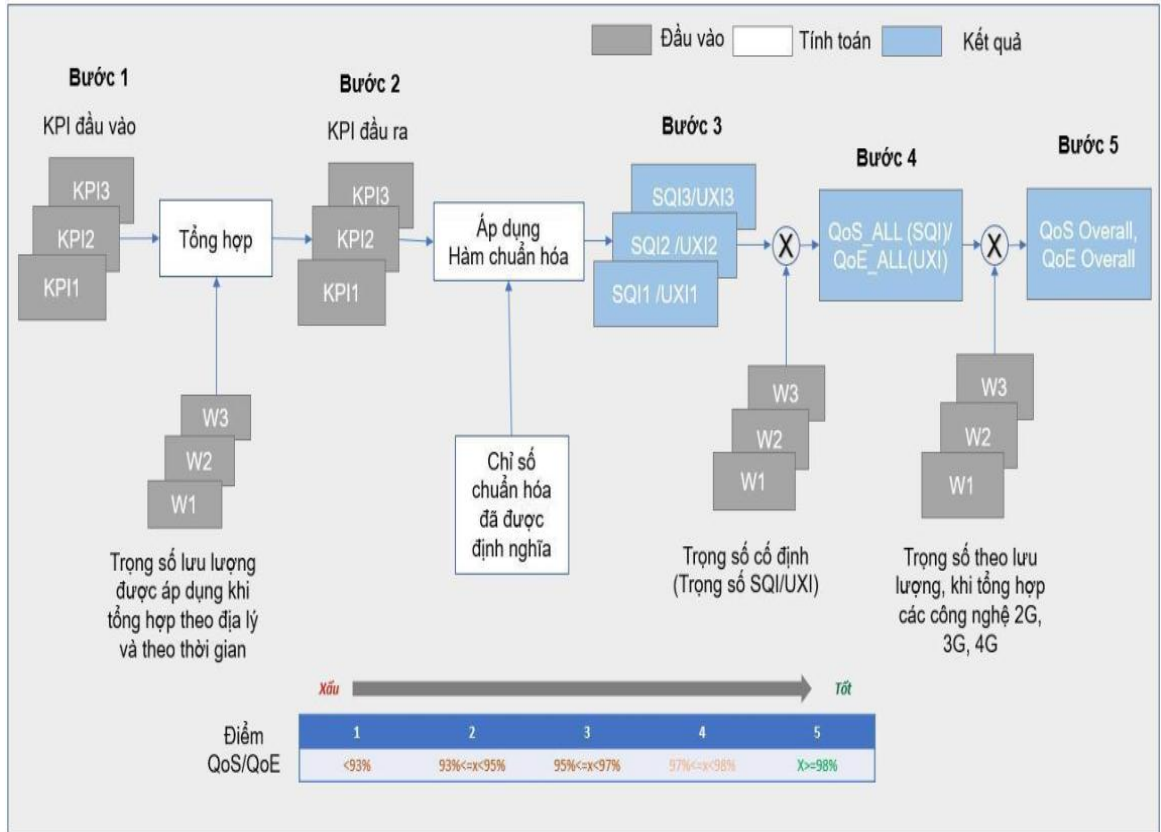 Đầu vào
Tính toán
Kết quả
Bước 1
KPI đầu vào
KPI3
KPI2
KPI1
Tổng hợp
W3
W2
W1
Trọng số lưu lượng
được áp dụng khi
tổng hợp theo địa lý
và theo thời gian
Bước 2
KPI đầu ra
KPI3
KPI2
KPI1
Áp dụng
Hàm chuẩn hóa
Chỉ số
chuẩn hóa
đã được
định nghĩa
Bước 3
SQI3/UXI3
SQI2 /UXI2
SQI1 /UXI1
X
W3
W2
W1
Trọng số cố định
(Trọng số SQI/UXI)
Bước 4
QoS_ALL (SQI)/
QoE_ALL(UXI)
X
W3
W2
W1
Trọng số theo lưu
lượng, khi tổng hợp
các công nghệ 2G,
3G, 4G
Bước 5
QoS Overall,
QoE Overall
Xấu
Tốt
Điểm
QoS/QoE
1 2 3 4 5
<93% 93%<=x<95% 95%<=x<97% 97%<=x<98% X>=98%